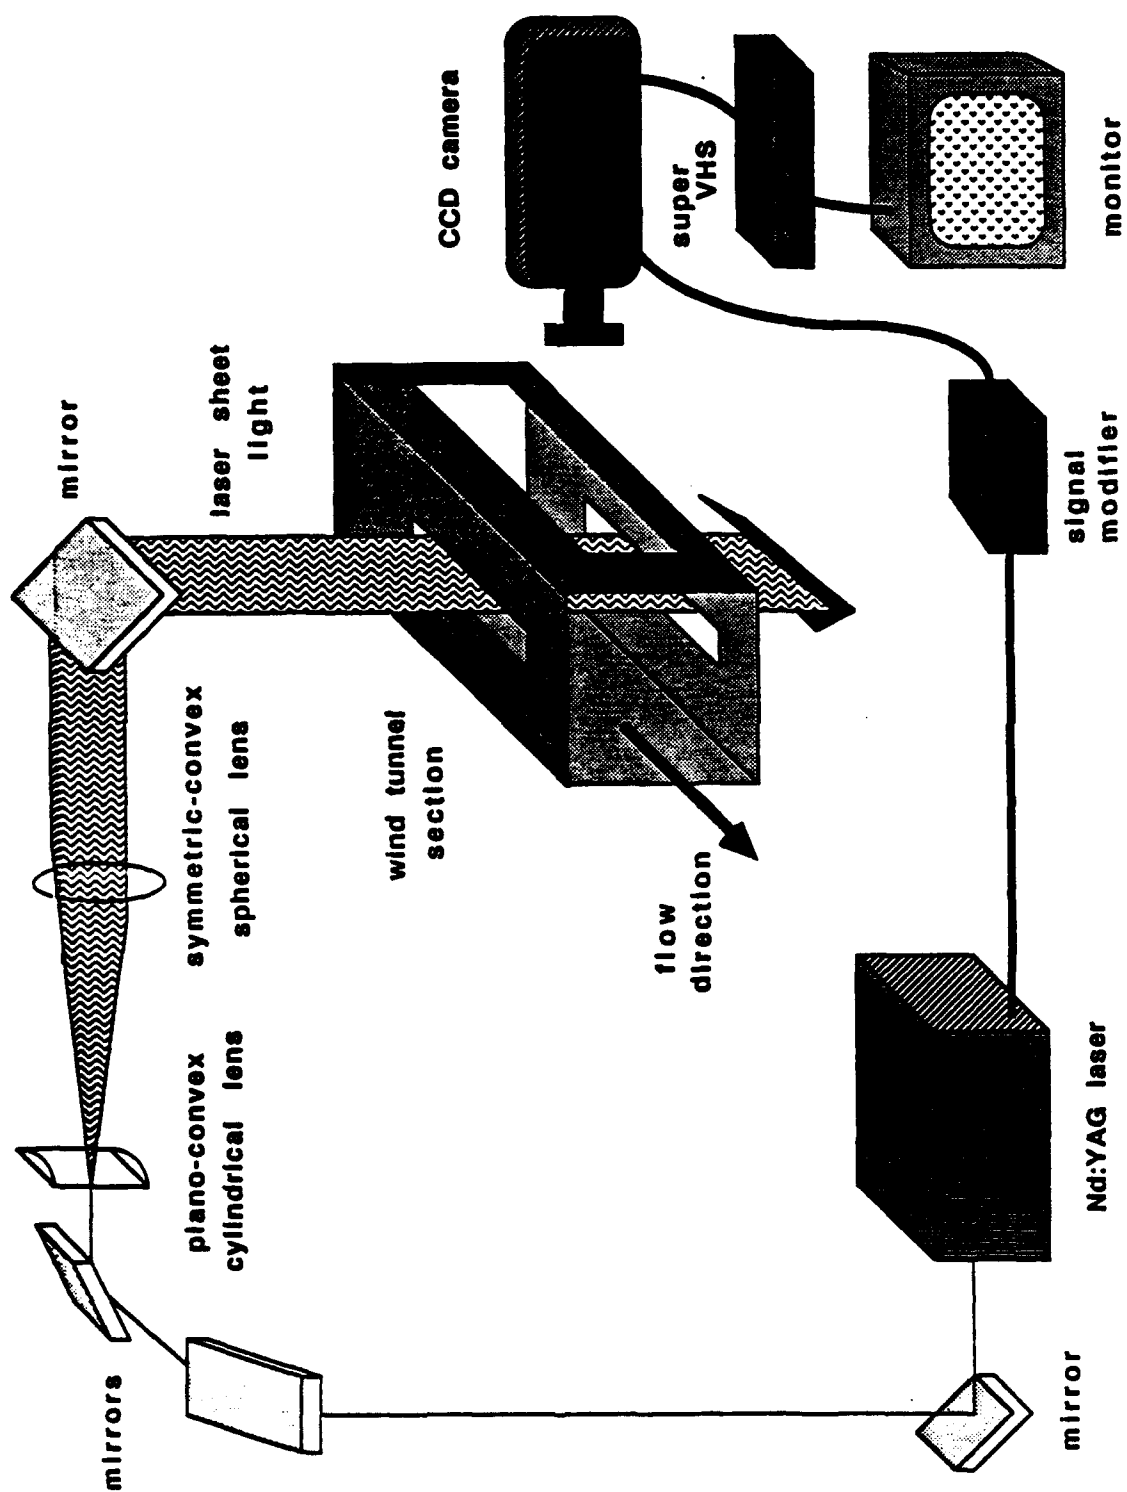 mirrors
plano-convex
cylindrical lens
symmetric-convex
spherical lens
mirror
laser sheet
light
wind tunnel
section
CCD camera
flow
direction
super
VHS
mirror
Nd:YAG laser
signal
modifier
monitor